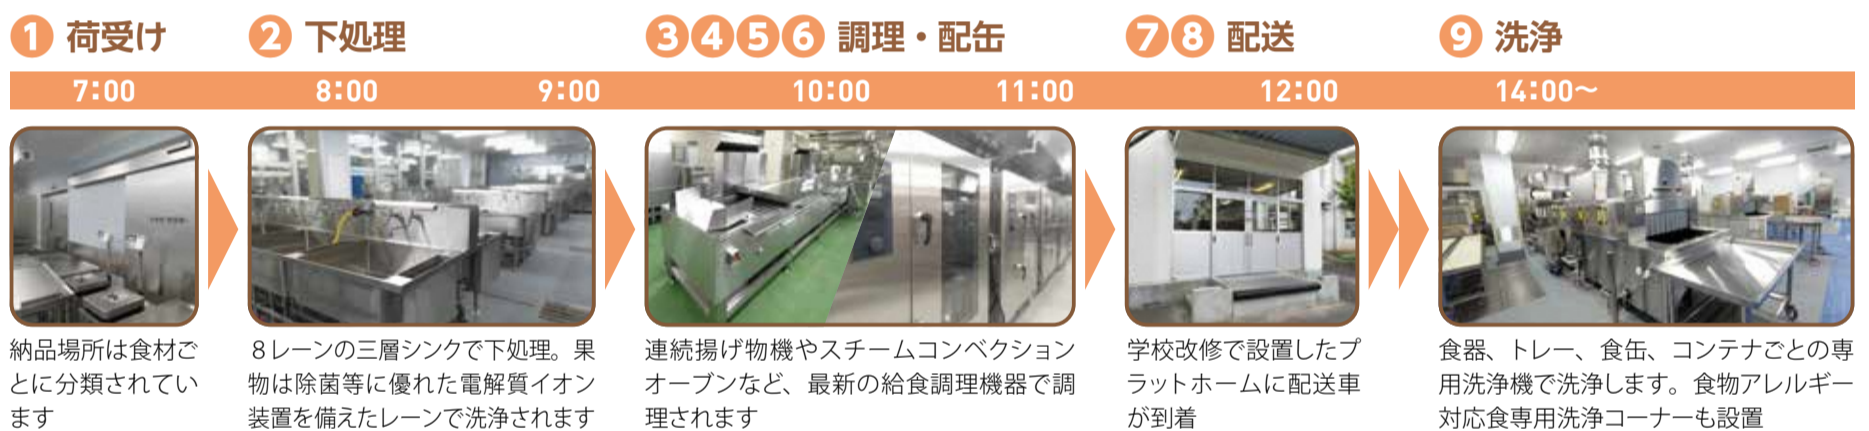 1 荷受け
2 下処理
3 4 5 6 調理・配缶
7 8 配送
9 洗浄
7:00
8:00
9:00
10:00
11:00
12:00
14:00〜
納品場所は食材ご
とに分類されてい
ます
8レーンの三層シンクで下処理。果
物は除菌等に優れた電解質イオン
装置を備えたレーンで洗浄されます
連続揚げ物機やスチームコンベクション
オーブンなど、最新の給食調理機器で調
理されます
学校改修で設置したプ
ラットホームに配送車
が到着
食器、トレー、食缶、コンテナごとの専
用洗浄機で洗浄します。食物アレルギー
対応食専用洗浄コーナーも設置